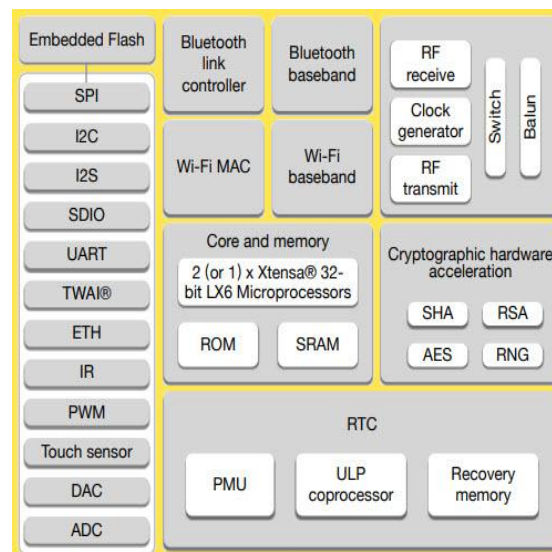 Embedded Flash
SPI
I2C
I2S
SDIO
UART
TWAI®
ETH
IR
PWM
Touch sensor
DAC
ADC
Bluetooth
link
controller
Bluetooth
baseband
Wi-Fi MAC
Wi-Fi
baseband
RF
receive
Clock
generator
RF
transmit
Switch
Balun
Core and memory
2 (or 1) x Xtensa® 32-
bit LX6 Microprocessors
ROM
SRAM
Cryptographic hardware
acceleration
SHA
RSA
AES
RNG
RTC
PMU
ULP
coprocessor
Recovery
memory